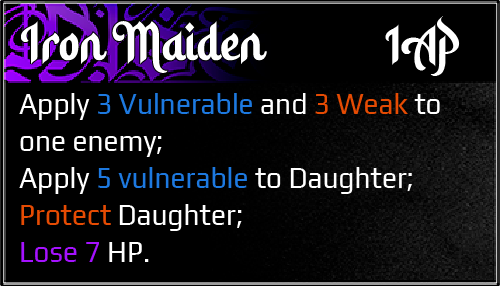 Iron Maiden 1AP
Apply 3 Vulnerable and 3 Weak to
one enemy;
Apply 5 vulnerable to Daughter;
Protect Daughter;
Lose 7 HP.